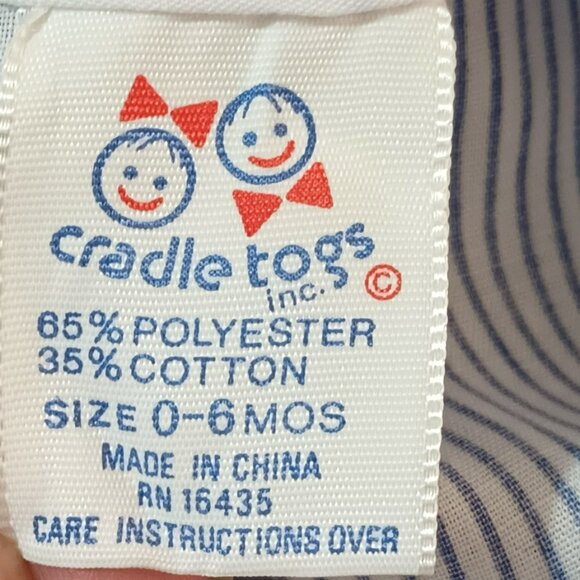 cradle togs
inc. ©
65% POLYESTER
35% COTTON
SIZE 0-6 MOS
MADE IN CHINA
RN 16435
CARE INSTRUCTIONS OVER